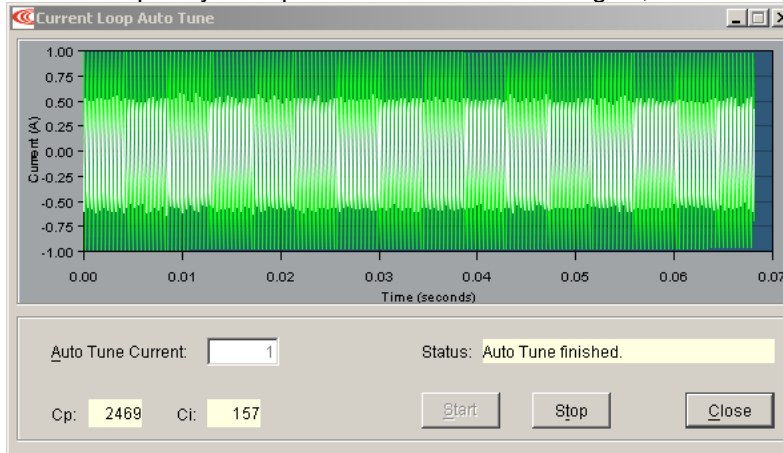 Current Loop Auto Tune
1.00
0.75
0.50
0.25
0.00
-0.25
-0.50
-0.75
-1.00
Current (A)
0.00 0.01 0.02 0.03 0.04 0.05 0.06 0.07
Time (seconds)
Auto Tune Current: 1 Status: Auto Tune finished.
Cp: 2469 Ci: 157 Start Stop Close